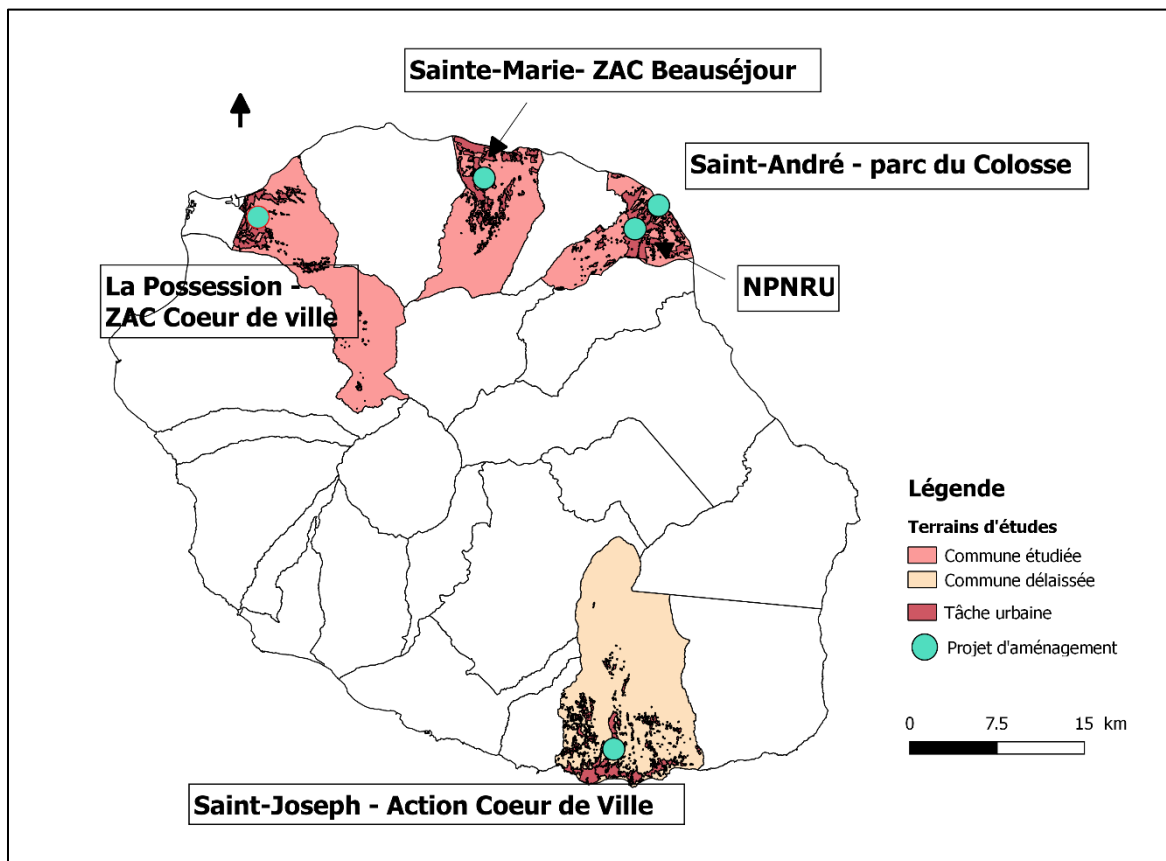 Sainte-Marie- ZAC Beauséjour
Saint-André - parc du Colosse
La Possession -
ZAC Coeur de ville
NPNRU
Légende
Terrains d'études
Commune étudiée
Commune délaissée
Tâche urbaine
Projet d'aménagement
0 7.5 15 km
Saint-Joseph - Action Coeur de Ville